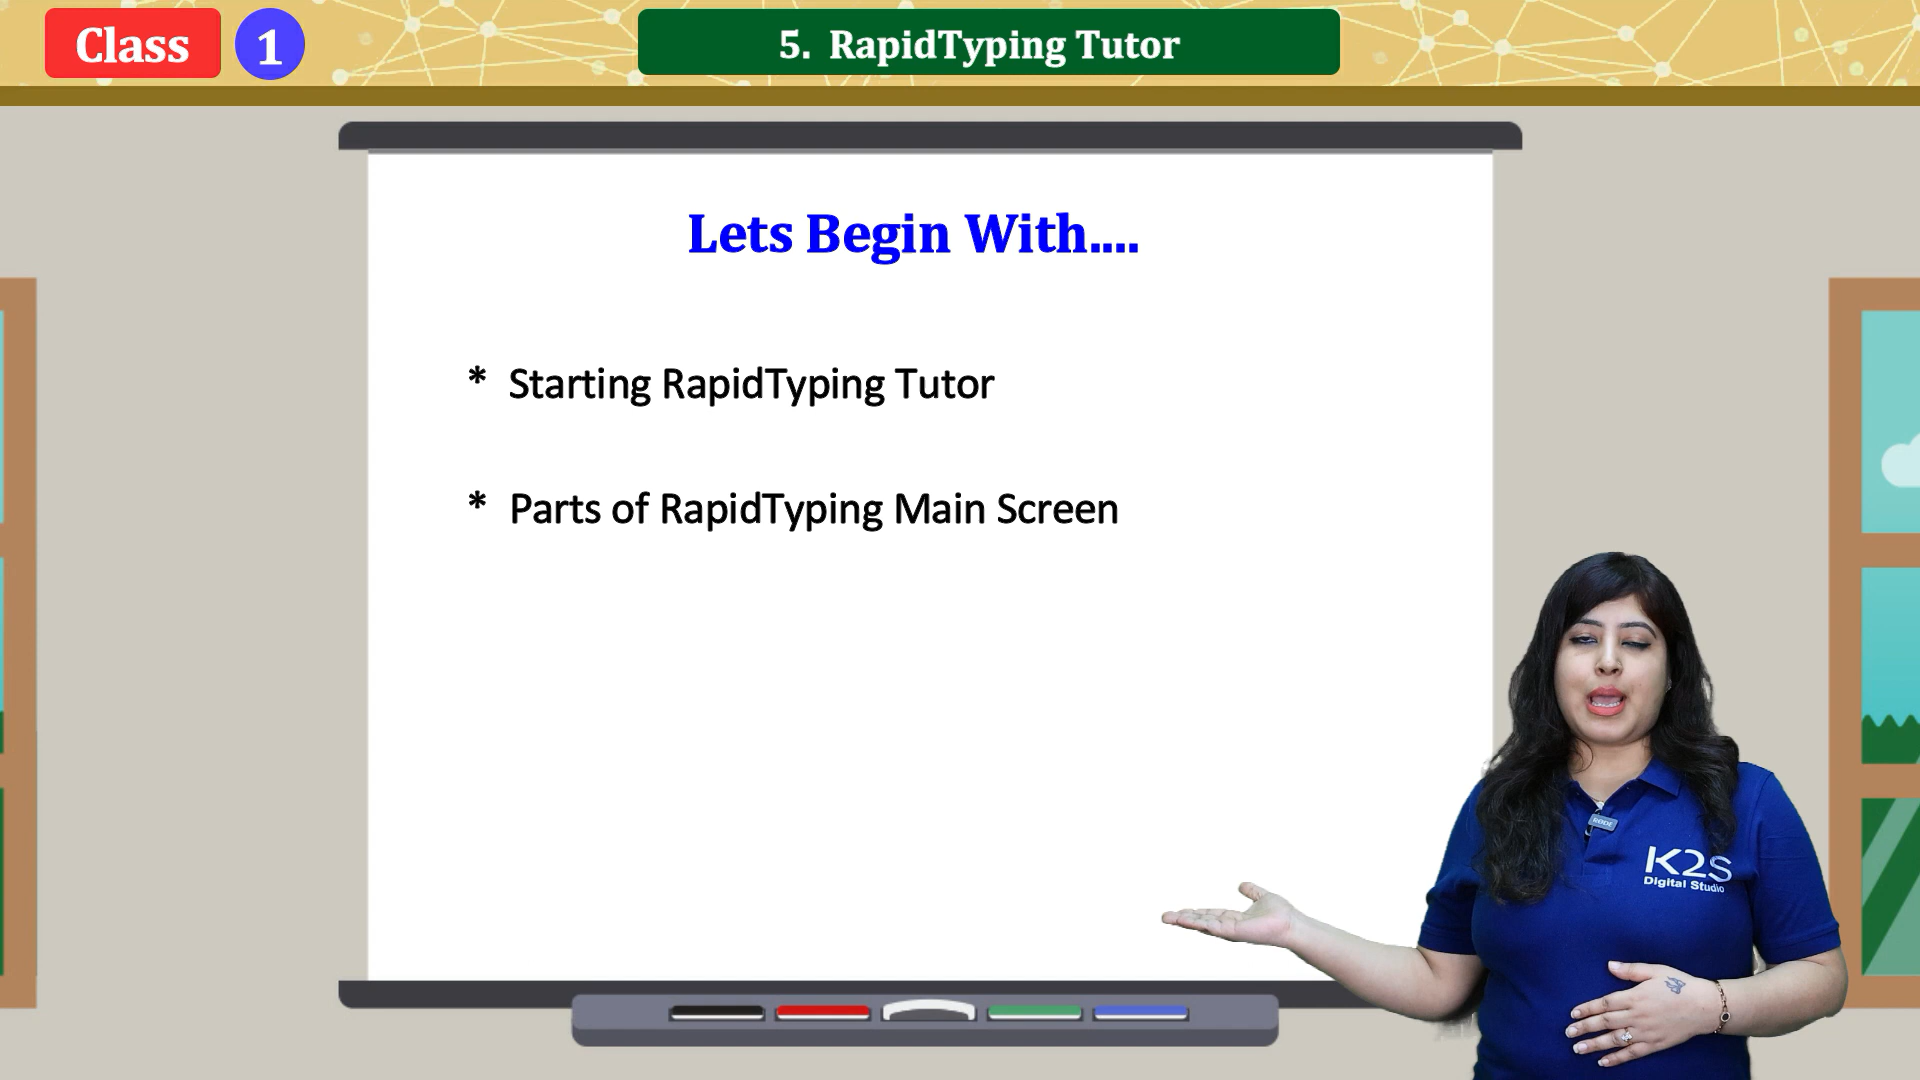 Class 1
5. RapidTyping Tutor
Lets Begin With....
* Starting RapidTyping Tutor
* Parts of RapidTyping Main Screen
RODE
K2S
Digital Studio